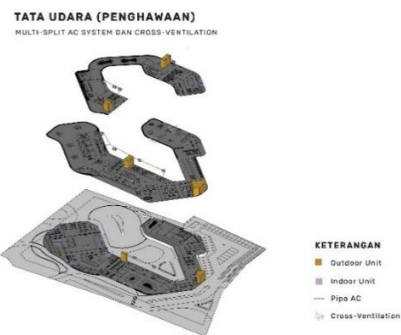 TATA UDARA (PENGHAWAAN)
MULTI-SPLIT AC SYSTEM DAN CROSS-VENTILATION
KETERANGAN
Outdoor Unit
Indoor Unit
Pipa AC
Cross-Ventilation